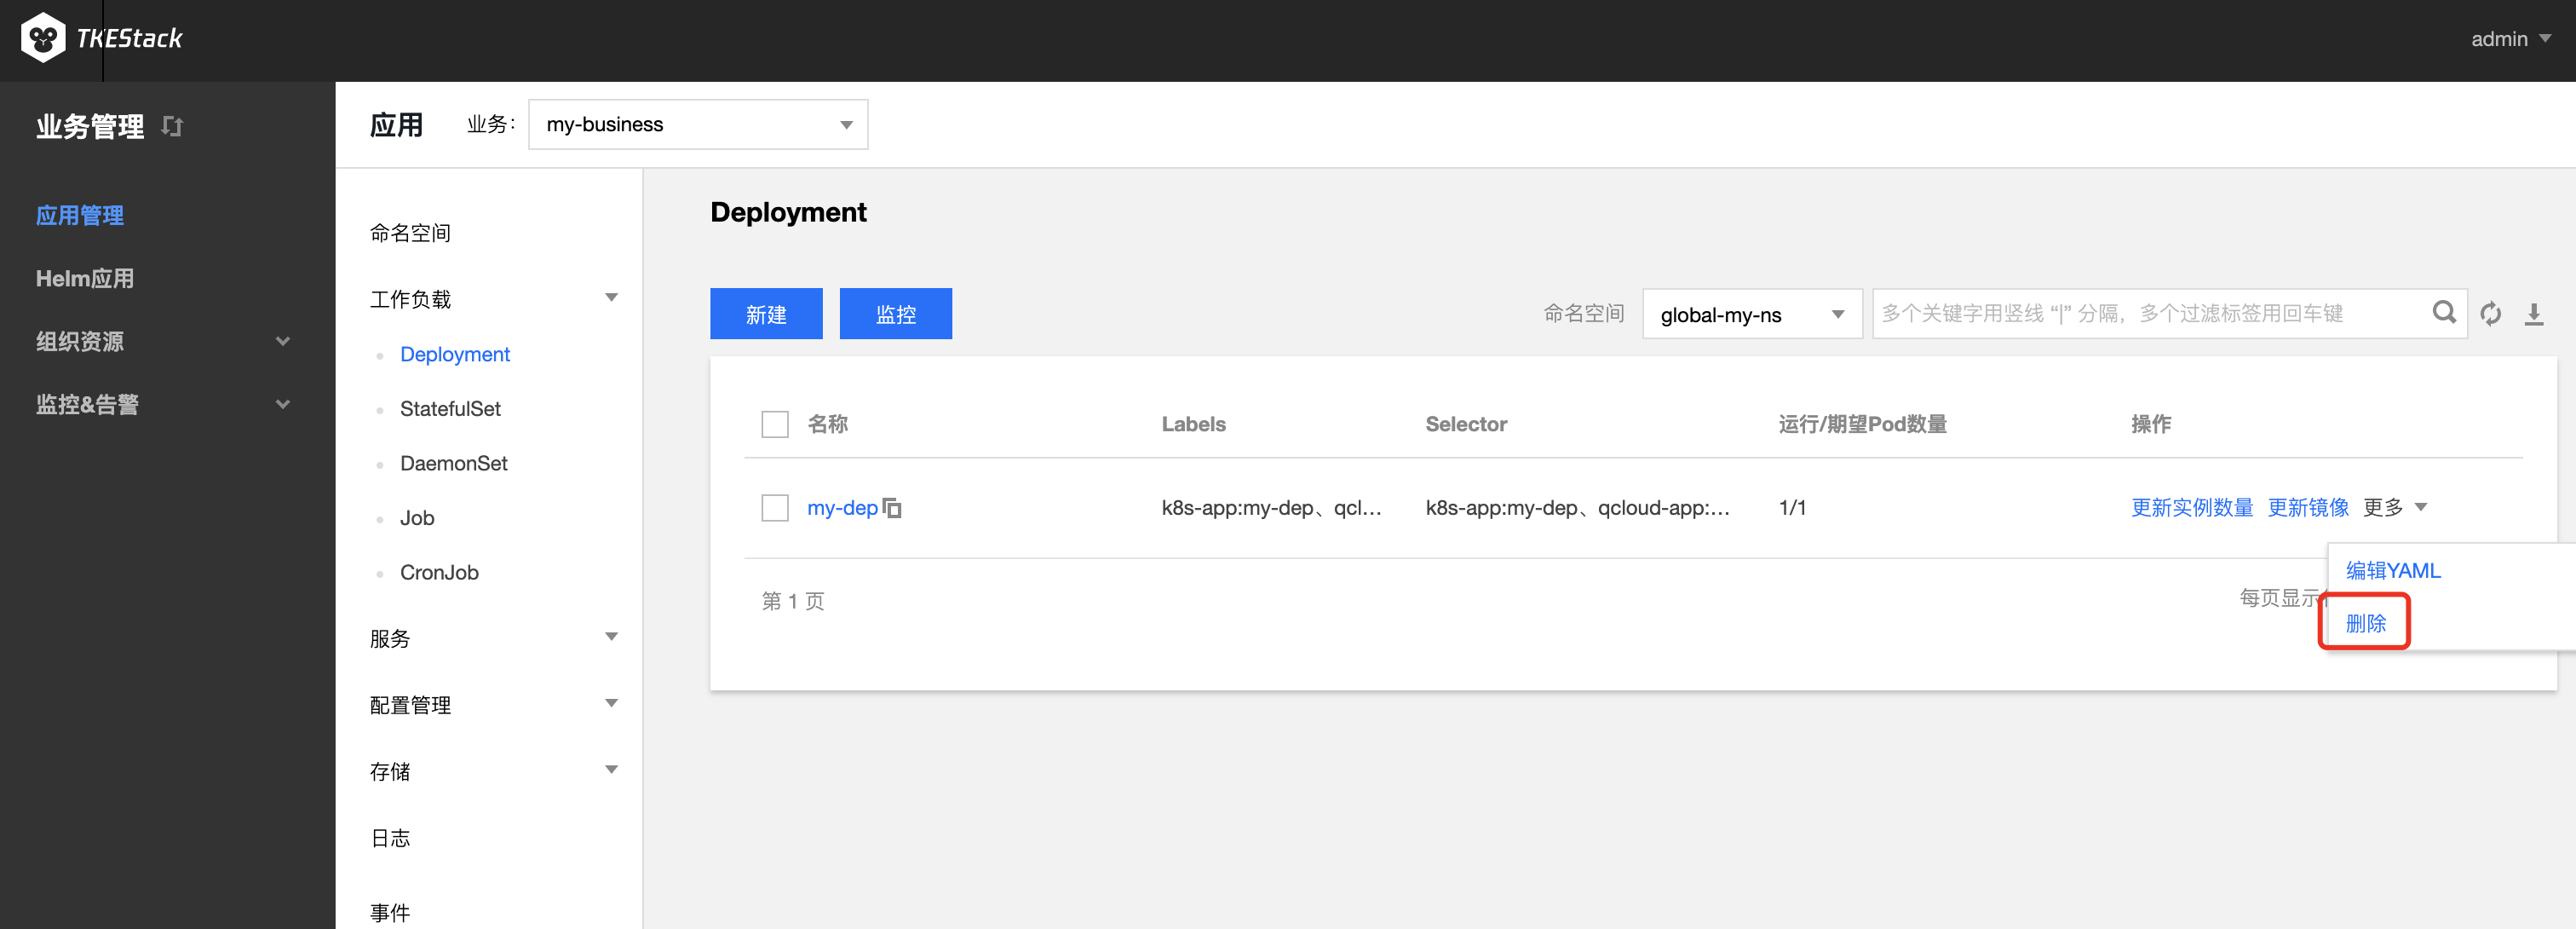 TKEStack
admin
业务管理
应用管理
Helm应用
组织资源
监控&告警
应用
业务：
my-business
命名空间
工作负载
Deployment
StatefulSet
DaemonSet
Job
CronJob
服务
配置管理
存储
日志
事件
Deployment
新建
监控
命名空间
global-my-ns
多个关键字用竖线 “|” 分隔，多个过滤标签用回车键
名称
Labels
Selector
运行/期望Pod数量
操作
my-dep
k8s-app:my-dep、qcl...
k8s-app:my-dep、qcloud-app:...
1/1
更新实例数量
更新镜像
更多
编辑YAML
删除
第 1 页
每页显示